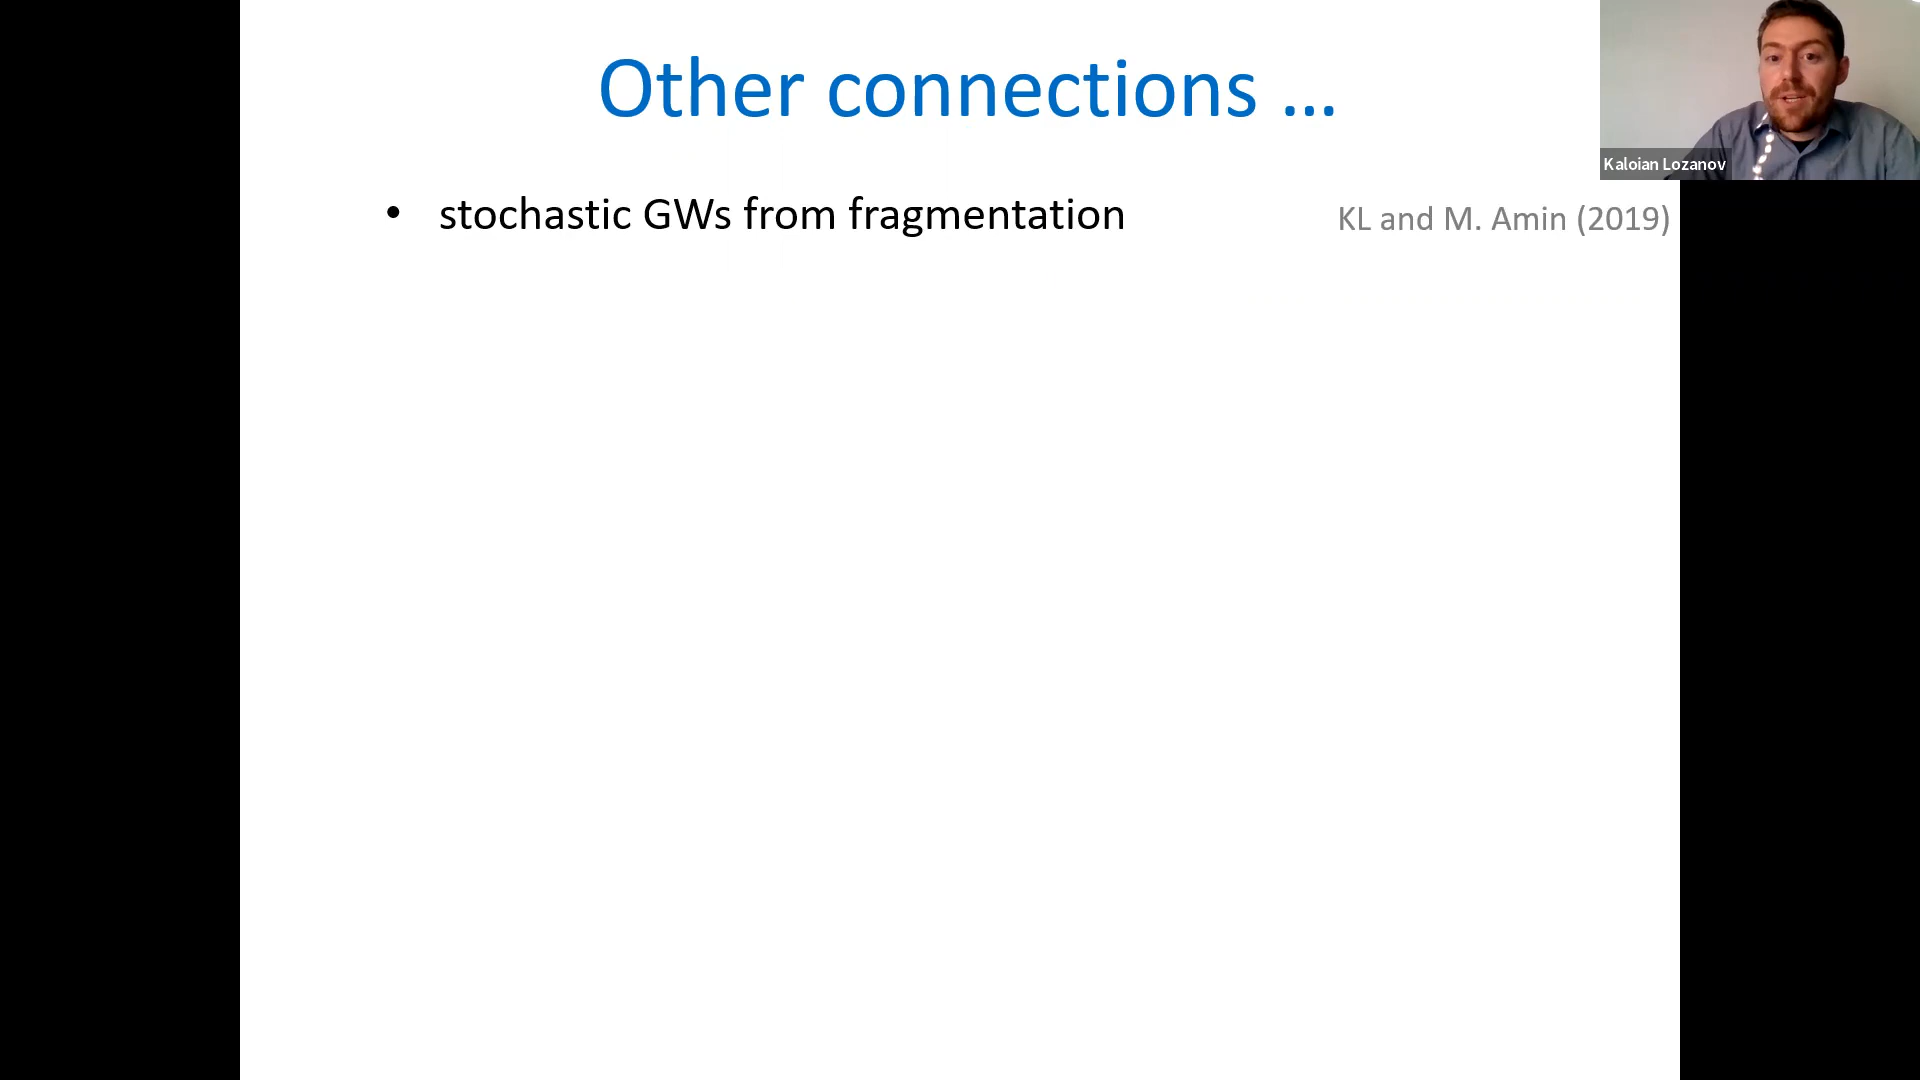 Other connections ...
• stochastic GWs from fragmentation
KL and M. Amin (2019)
Kaloian Lozanov